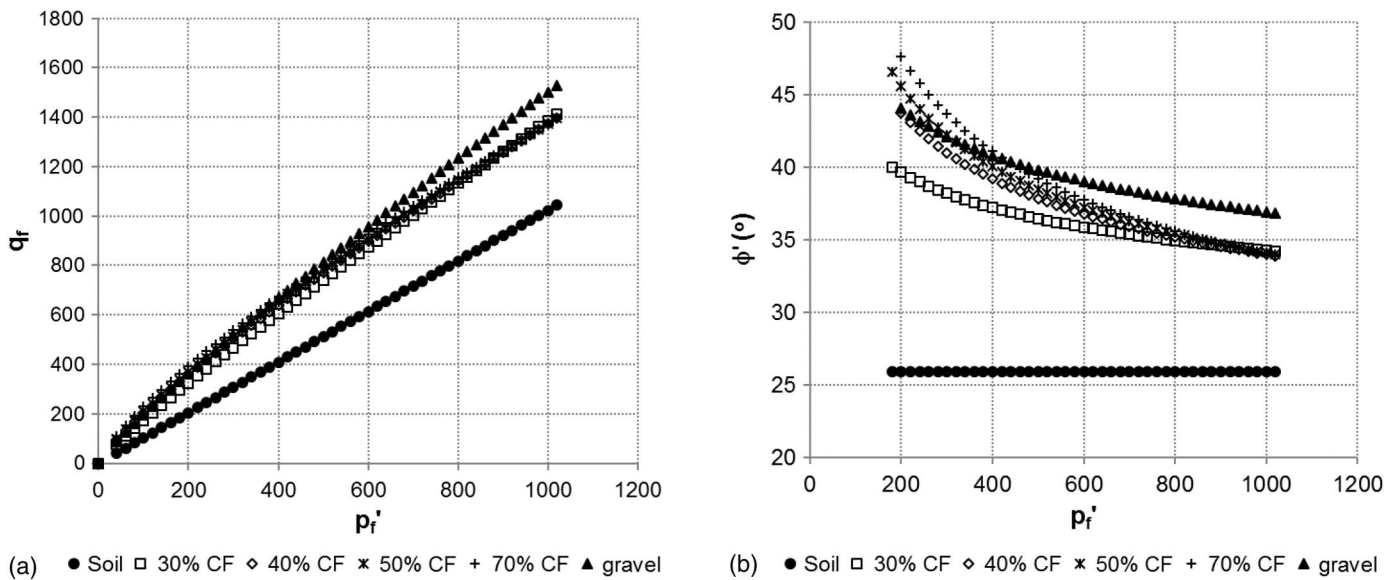 1800
1600
1400
1200
1000
800
600
400
200
0
qf
0 200 400 600 800 1000 1200
pf'
(a) Soil 30% CF 40% CF 50% CF 70% CF gravel
50
45
40
35
30
25
20
ϕ' (o)
0 200 400 600 800 1000 1200
pf'
(b) Soil 30% CF 40% CF 50% CF 70% CF gravel